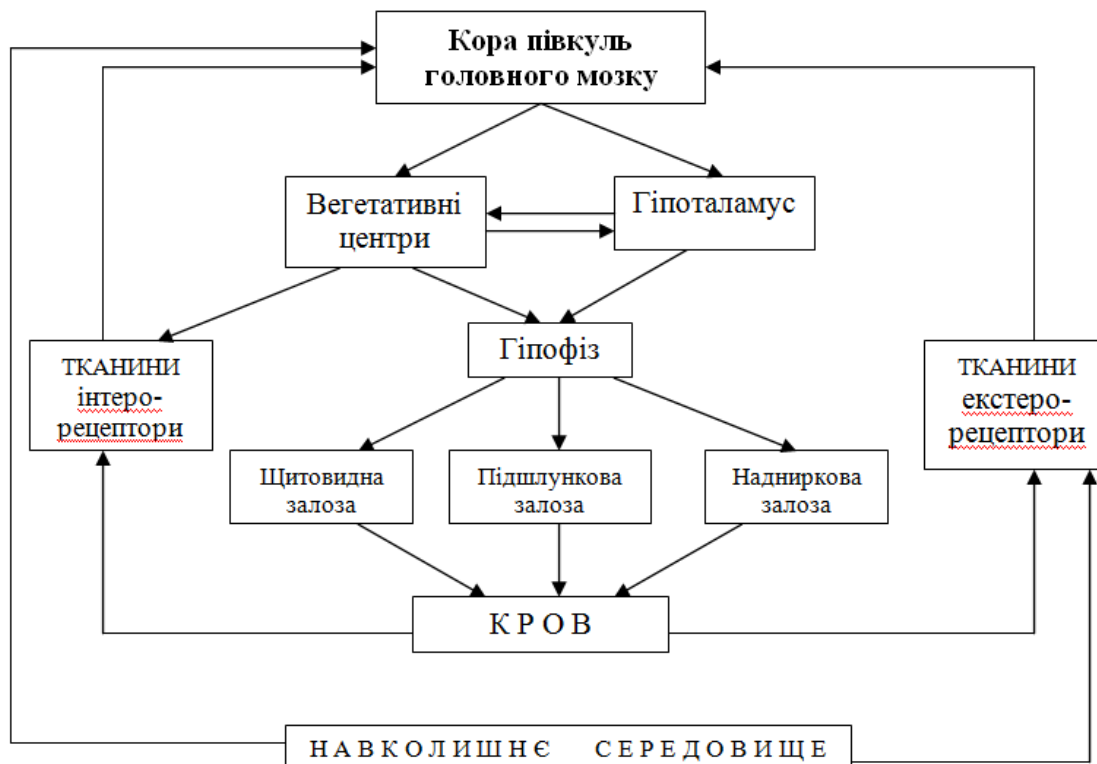 Кора півкуль
головного мозку
Вегетативні
центри
Гіпоталамус
Гіпофіз
ТКАНИНИ
інтеро-
рецептори
ТКАНИНИ
екстеро-
рецептори
Щитовидна
залоза
Підшлункова
залоза
Надниркова
залоза
К Р О В
Н А В К О Л И Ш Н Є С Е Р Е Д О В И Щ Е